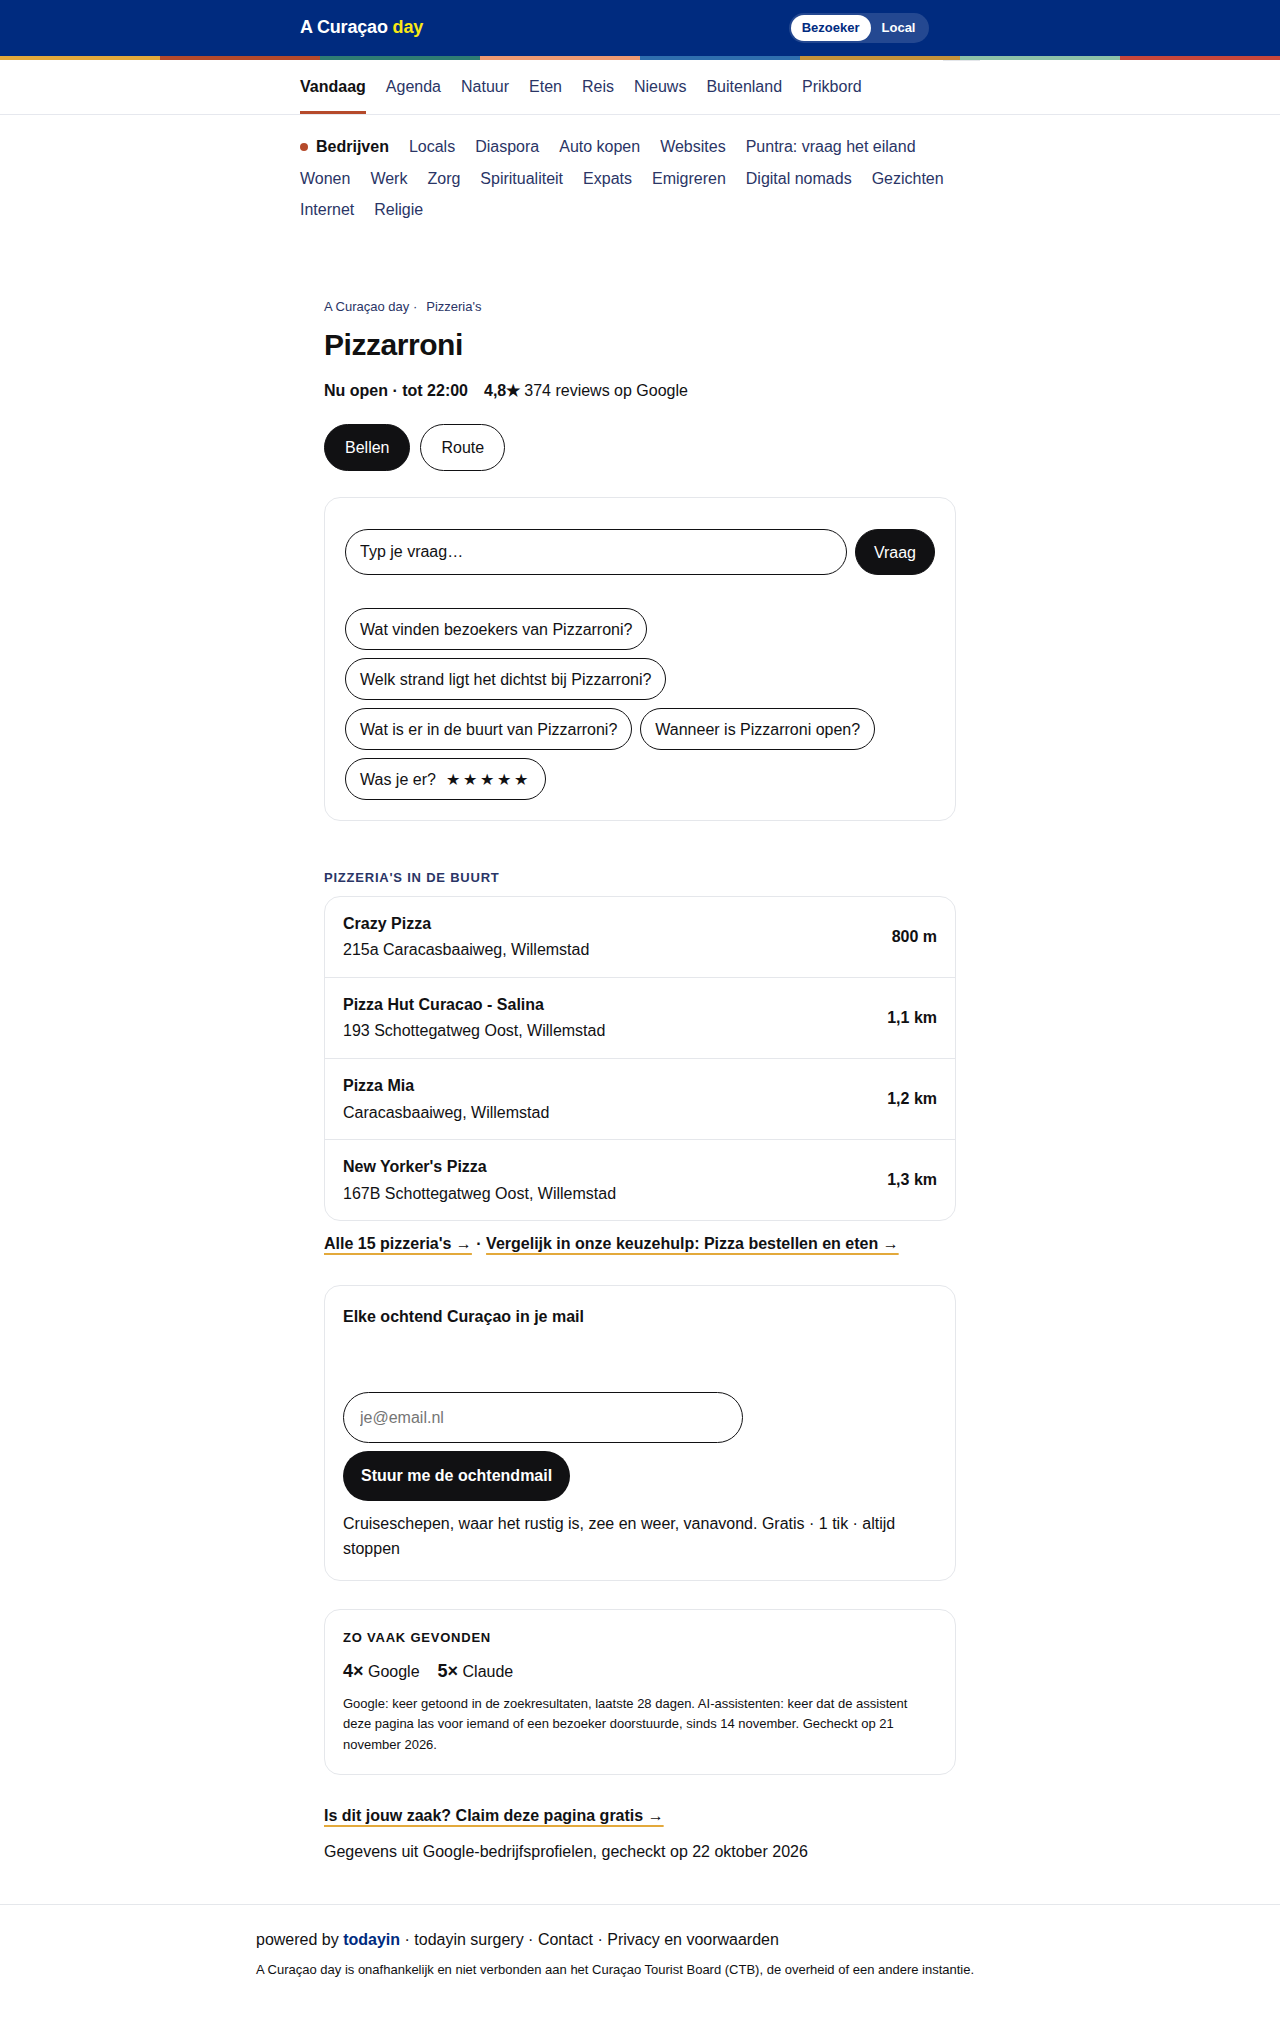 A Curaçao day
Bezoeker Local
Vandaag Agenda Natuur Eten Reis Nieuws Buitenland Prikbord
Bedrijven Locals Diaspora Auto kopen Websites Puntra: vraag het eiland
Wonen Werk Zorg Spiritualiteit Expats Emigreren Digital nomads Gezichten
Internet Religie
A Curaçao day · Pizzeria's
Pizzarroni
Nu open · tot 22:00 4,8★ 374 reviews op Google
Bellen Route
Typ je vraag… Vraag
Wat vinden bezoekers van Pizzarroni?
Welk strand ligt het dichtst bij Pizzarroni?
Wat is er in de buurt van Pizzarroni? Wanneer is Pizzarroni open?
Was je er? ★★★★★
PIZZERIA'S IN DE BUURT
Crazy Pizza
215a Caracasbaaiweg, Willemstad
800 m
Pizza Hut Curacao - Salina
193 Schottegatweg Oost, Willemstad
1,1 km
Pizza Mia
Caracasbaaiweg, Willemstad
1,2 km
New Yorker's Pizza
167B Schottegatweg Oost, Willemstad
1,3 km
Alle 15 pizzeria's → · Vergelijk in onze keuzehulp: Pizza bestellen en eten →
Elke ochtend Curaçao in je mail
je@email.nl
Stuur me de ochtendmail
Cruiseschepen, waar het rustig is, zee en weer, vanavond. Gratis · 1 tik · altijd
stoppen
ZO VAAK GEVONDEN
4× Google 5× Claude
Google: keer getoond in de zoekresultaten, laatste 28 dagen. AI-assistenten: keer dat de assistent
deze pagina las voor iemand of een bezoeker doorstuurde, sinds 14 november. Gecheckt op 21
november 2026.
Is dit jouw zaak? Claim deze pagina gratis →
Gegevens uit Google-bedrijfsprofielen, gecheckt op 22 oktober 2026
powered by todayin · todayin surgery · Contact · Privacy en voorwaarden
A Curaçao day is onafhankelijk en niet verbonden aan het Curaçao Tourist Board (CTB), de overheid of een andere instantie.